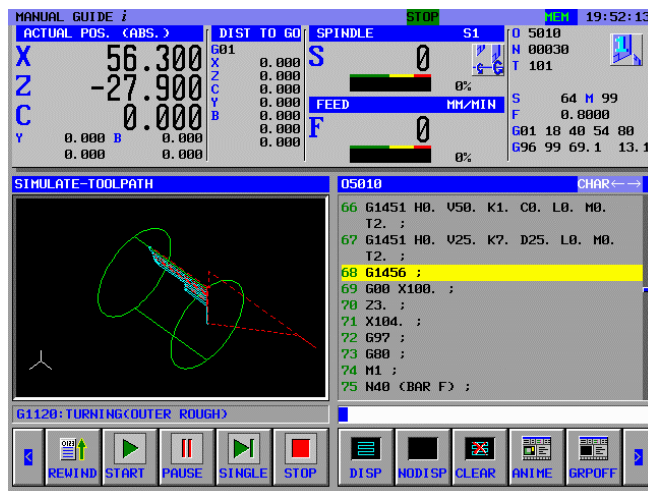 MANUAL GUIDE i STOP MEM 19:52:13
ACTUAL POS. (ABS.) DIST TO GO SPINDLE S1 O 5010
X 56.300 G01 S 0 N 00030
X 0.000 T 101
Z -27.900 Z 0.000
C 0.000 0%
C 0.000 Y 0.000 FEED MM/MIN S 64 M 99
B 0.000 F 0 F 0.8000
Y 0.000 B 0.000 0.000 G01 18 40 54 80
0.000 0.000 0.000 0% G96 99 69.1 13.1
SIMULATE-TOOLPATH
O5010 CHAR←→
66 G1451 H0. V50. K1. C0. L0. M0.
T2. ;
67 G1451 H0. V25. K7. D25. L0. M0.
T2. ;
68 G1456 ;
69 G00 X100. ;
70 Z3. ;
71 X104. ;
72 G97 ;
73 G80 ;
74 M1 ;
75 N40 (BAR F) ;
G1120:TURNING(OUTER ROUGH)
< REWIND START PAUSE SINGLE STOP DISP NODISP CLEAR ANIME GRPOFF >